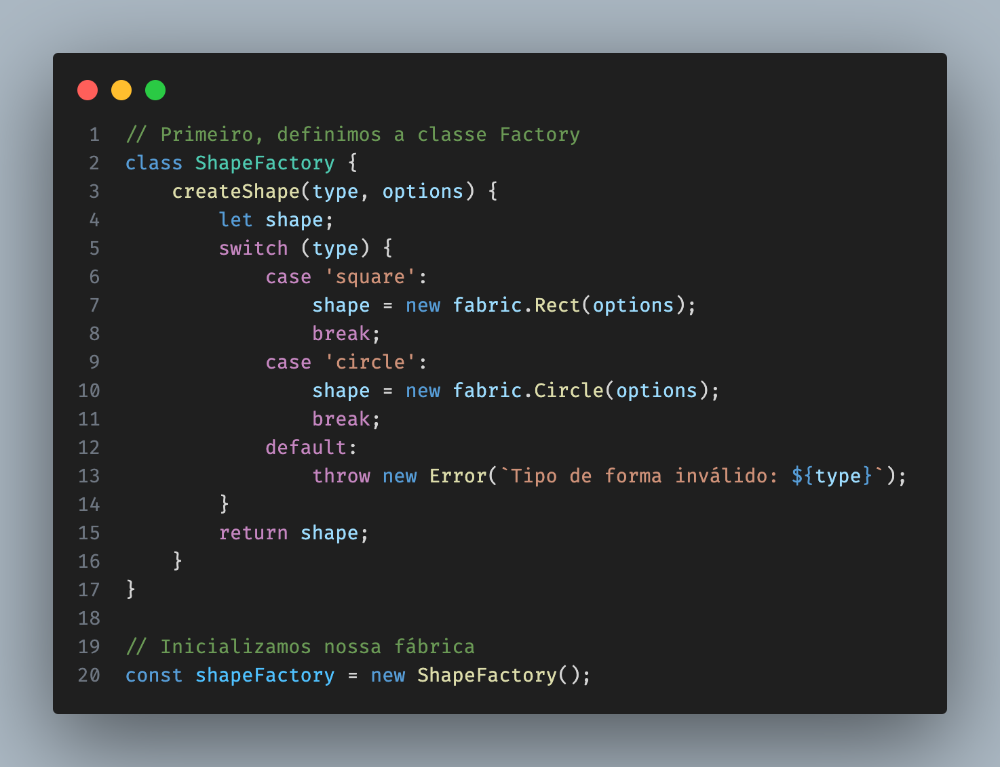 1 // Primeiro, definimos a classe Factory
2 class ShapeFactory {
3     createShape(type, options) {
4         let shape;
5         switch (type) {
6             case 'square':
7                 shape = new fabric.Rect(options);
8                 break;
9             case 'circle':
10                 shape = new fabric.Circle(options);
11                 break;
12             default:
13                 throw new Error(`Tipo de forma inválido: ${type}`);
14         }
15         return shape;
16     }
17 }
18
19 // Inicializamos nossa fábrica
20 const shapeFactory = new ShapeFactory();